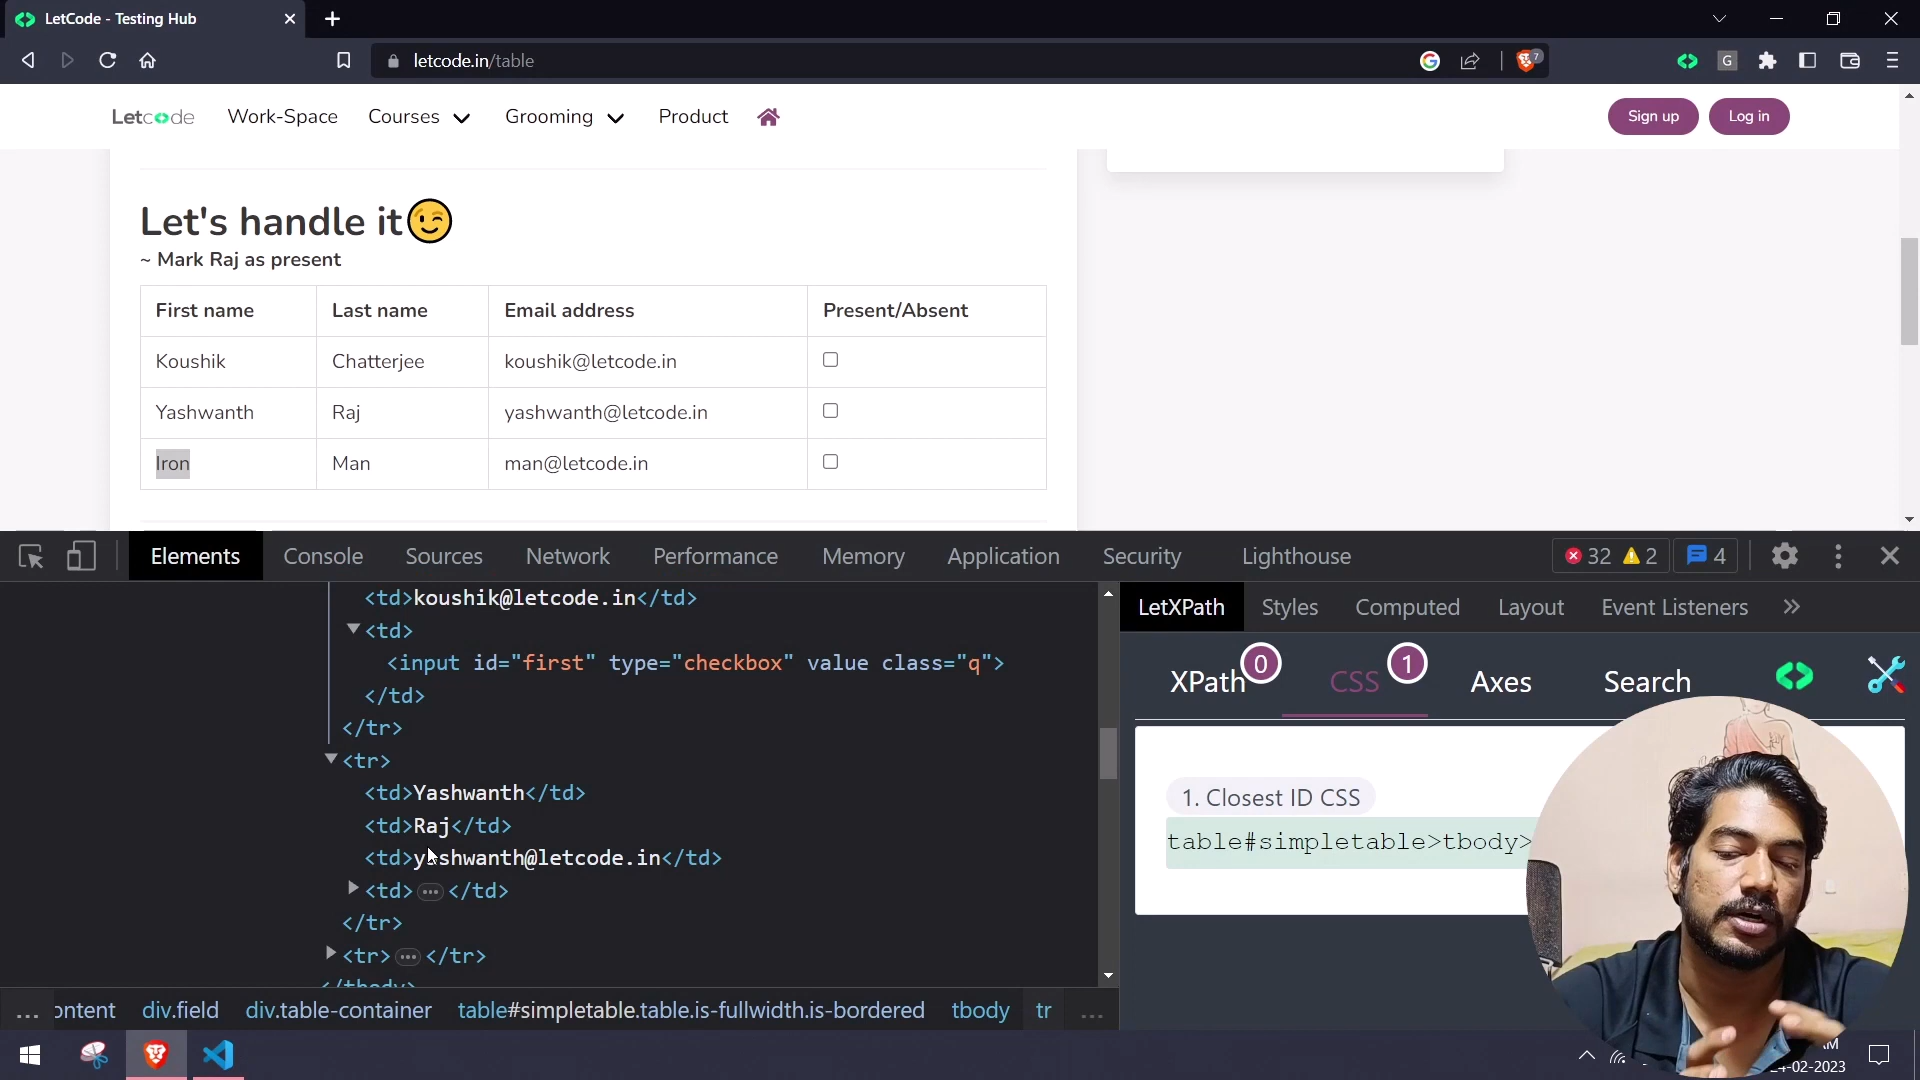 LetCode - Testing Hub
letcode.in/table
7
G
Letcode
Work-Space
Courses
Grooming
Product
Sign up
Log in
Let's handle it😉
~ Mark Raj as present
First name Last name Email address Present/Absent
Koushik Chatterjee koushik@letcode.in
Yashwanth Raj yashwanth@letcode.in
Iron Man man@letcode.in
Elements Console Sources Network Performance Memory Application Security Lighthouse 32 2 4
<td>koushik@letcode.in</td>
<td>
<input id="first" type="checkbox" value class="q">
</td>
</tr>
<tr>
<td>Yashwanth</td>
<td>Raj</td>
<td>yashwanth@letcode.in</td>
<td>…</td>
</tr>
<tr>…</tr>
</tbody>
... ontent div.field div.table-container table#simpletable.table.is-fullwidth.is-bordered tbody tr ...
LetXPath Styles Computed Layout Event Listeners »
XPath 0 CSS 1 Axes Search
1. Closest ID CSS
table#simpletable>tbody>
AM
-02-2023